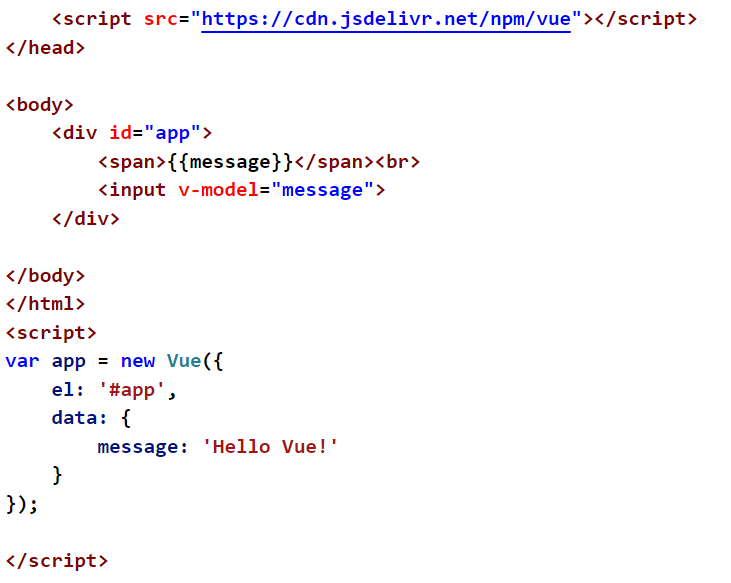 <script src="https://cdn.jsdelivr.net/npm/vue"></script>
</head>

<body>
    <div id="app">
        <span>{{message}}</span><br>
        <input v-model="message">
    </div>

</body>
</html>
<script>
var app = new Vue({
    el: '#app',
    data: {
        message: 'Hello Vue!'
    }
});

</script>